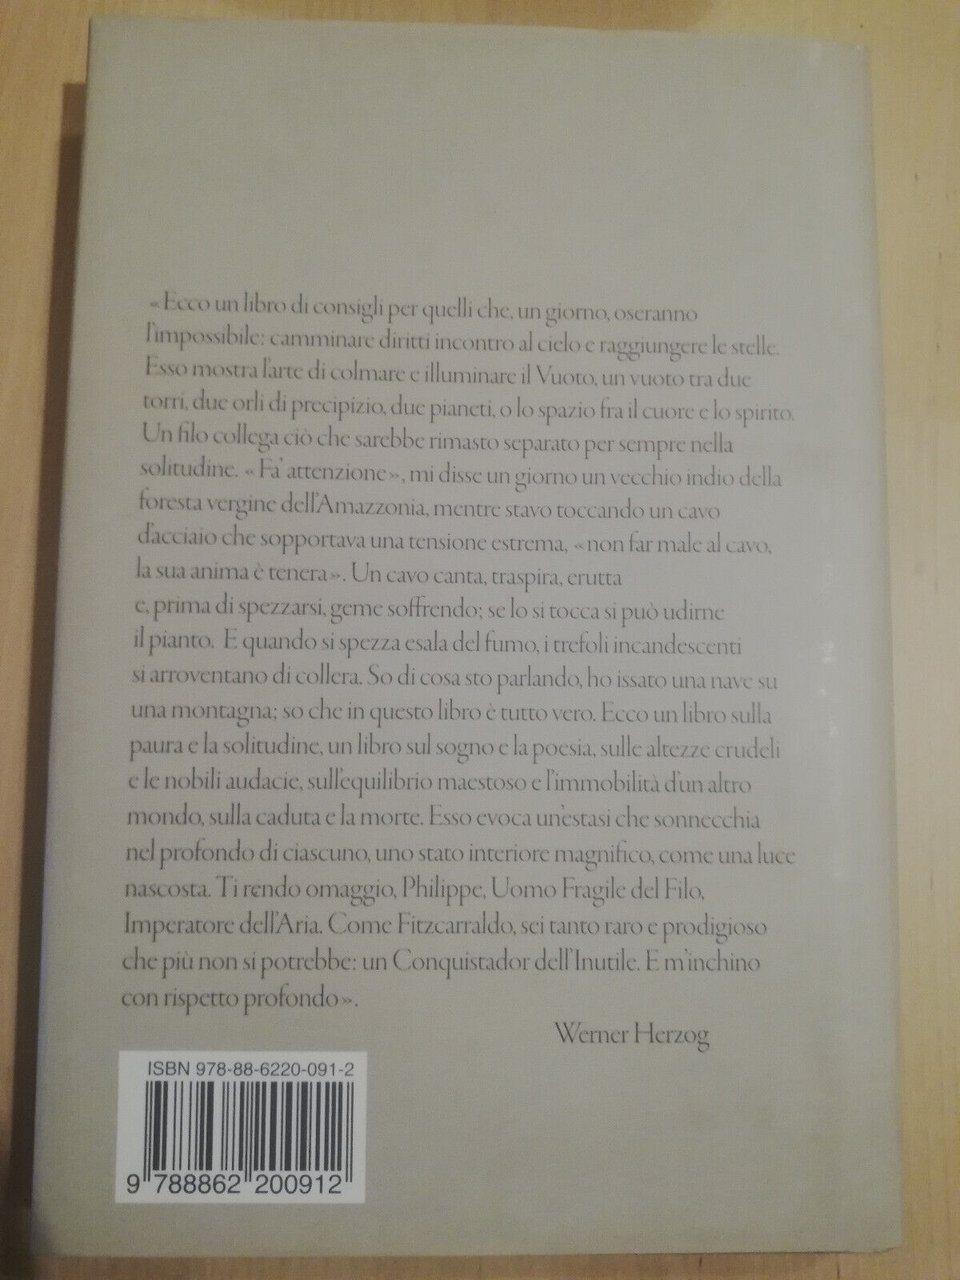 «Ecco un libro di consigli per quelli che, un giorno, oseranno
l'impossibile: camminare diritti incontro al cielo e raggiungere le stelle.
Esso mostra l'arte di colmare e illuminare il Vuoto, un vuoto tra due
torri, due orli di precipizio, due pianeti, o lo spazio fra il cuore e lo spirito.
Un filo collega ciò che sarebbe rimasto separato per sempre nella
solitudine. «Fa' attenzione», mi disse un giorno un vecchio indio della
foresta vergine dell'Amazzonia, mentre stavo toccando un cavo
d'acciaio che sopportava una tensione estrema, «non far male al cavo,
la sua anima è tenera». Un cavo canta, traspira, erutta
e, prima di spezzarsi, geme soffrendo; se lo si tocca si può udirne
il pianto. E quando si spezza esala del fumo, i trefoli incandescenti
si arroventano di collera. So di cosa sto parlando, ho issato una nave su
una montagna; so che in questo libro è tutto vero. Ecco un libro sulla
paura e la solitudine, un libro sul sogno e la poesia, sulle altezze crudeli
e le nobili audacie, sull'equilibrio maestoso e l'immobilità d'un altro
mondo, sulla caduta e la morte. Esso evoca un'estasi che sonnecchia
nel profondo di ciascuno, uno stato interiore magnifico, come una luce
nascosta. Ti rendo omaggio, Philippe, Uomo Fragile del Filo,
Imperatore dell'Aria. Come Fitzcarraldo, sei tanto raro e prodigioso
che più non si potrebbe: un Conquistador dell'Inutile. E m'inchino
con rispetto profondo».
Werner Herzog
ISBN 978-88-6220-091-2
9 788862 200912